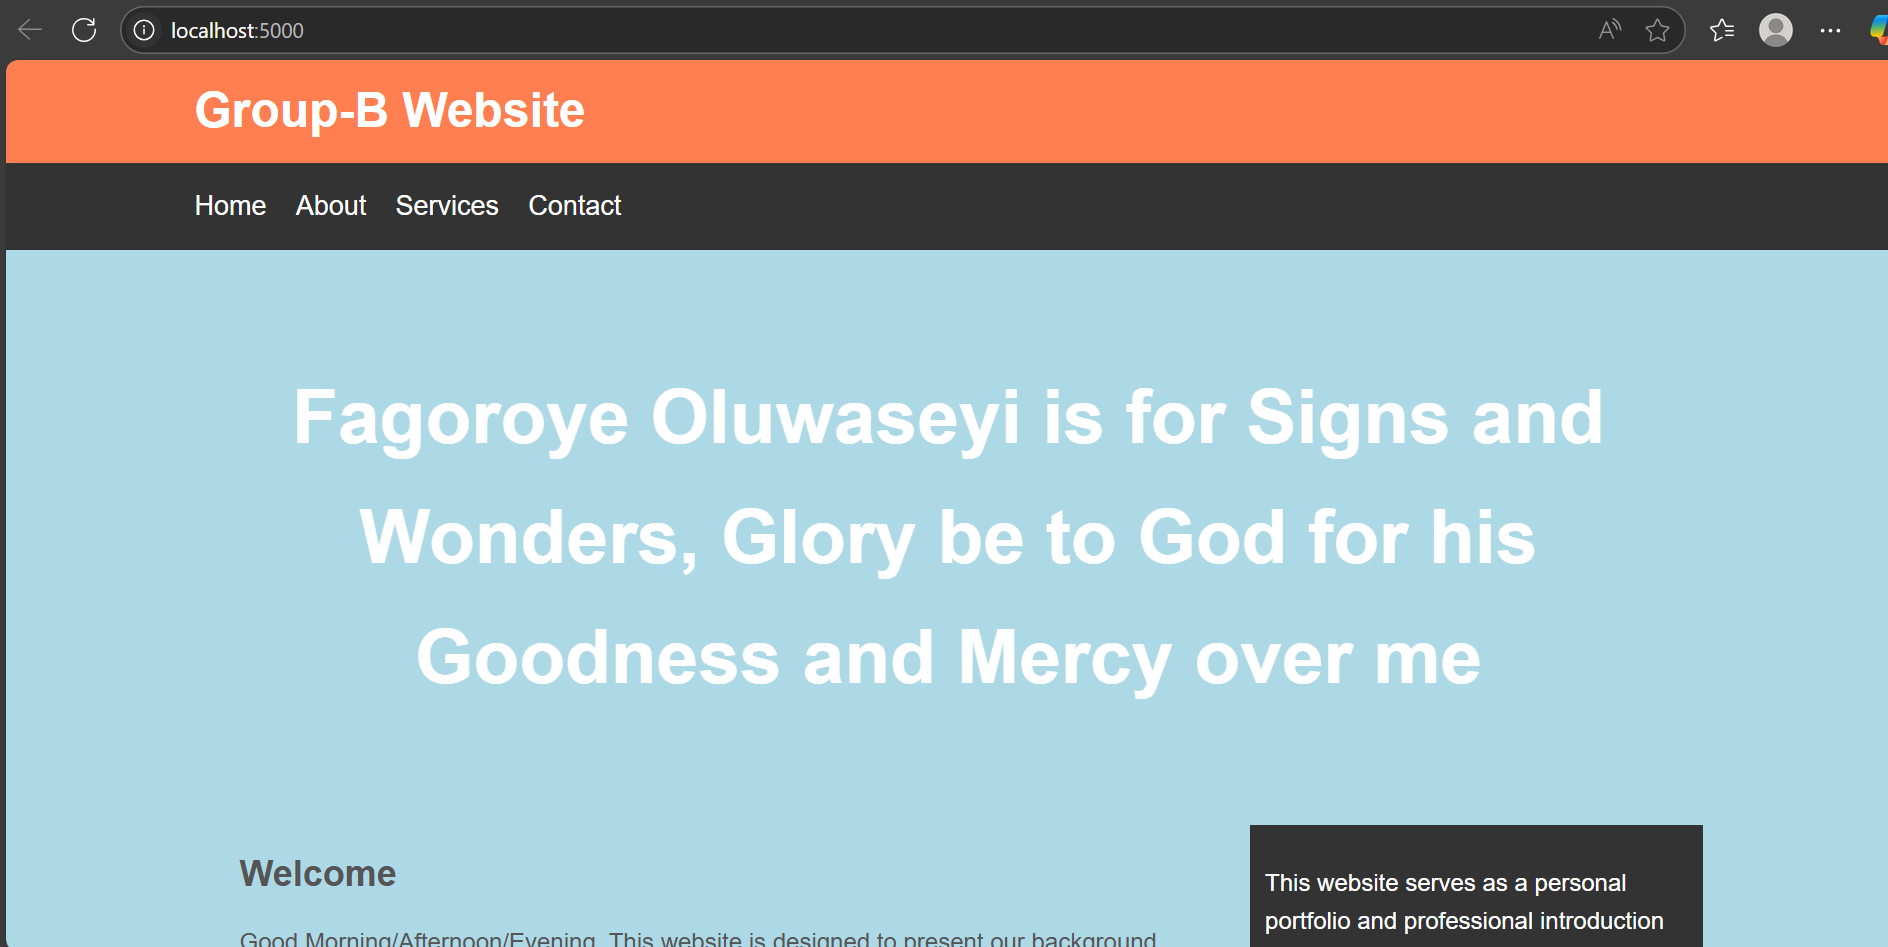 localhost:5000
Group-B Website
Home About Services Contact
Fagoroye Oluwaseyi is for Signs and
Wonders, Glory be to God for his
Goodness and Mercy over me
Welcome
Good Morning/Afternoon/Evening. This website is designed to present our background
This website serves as a personal
portfolio and professional introduction